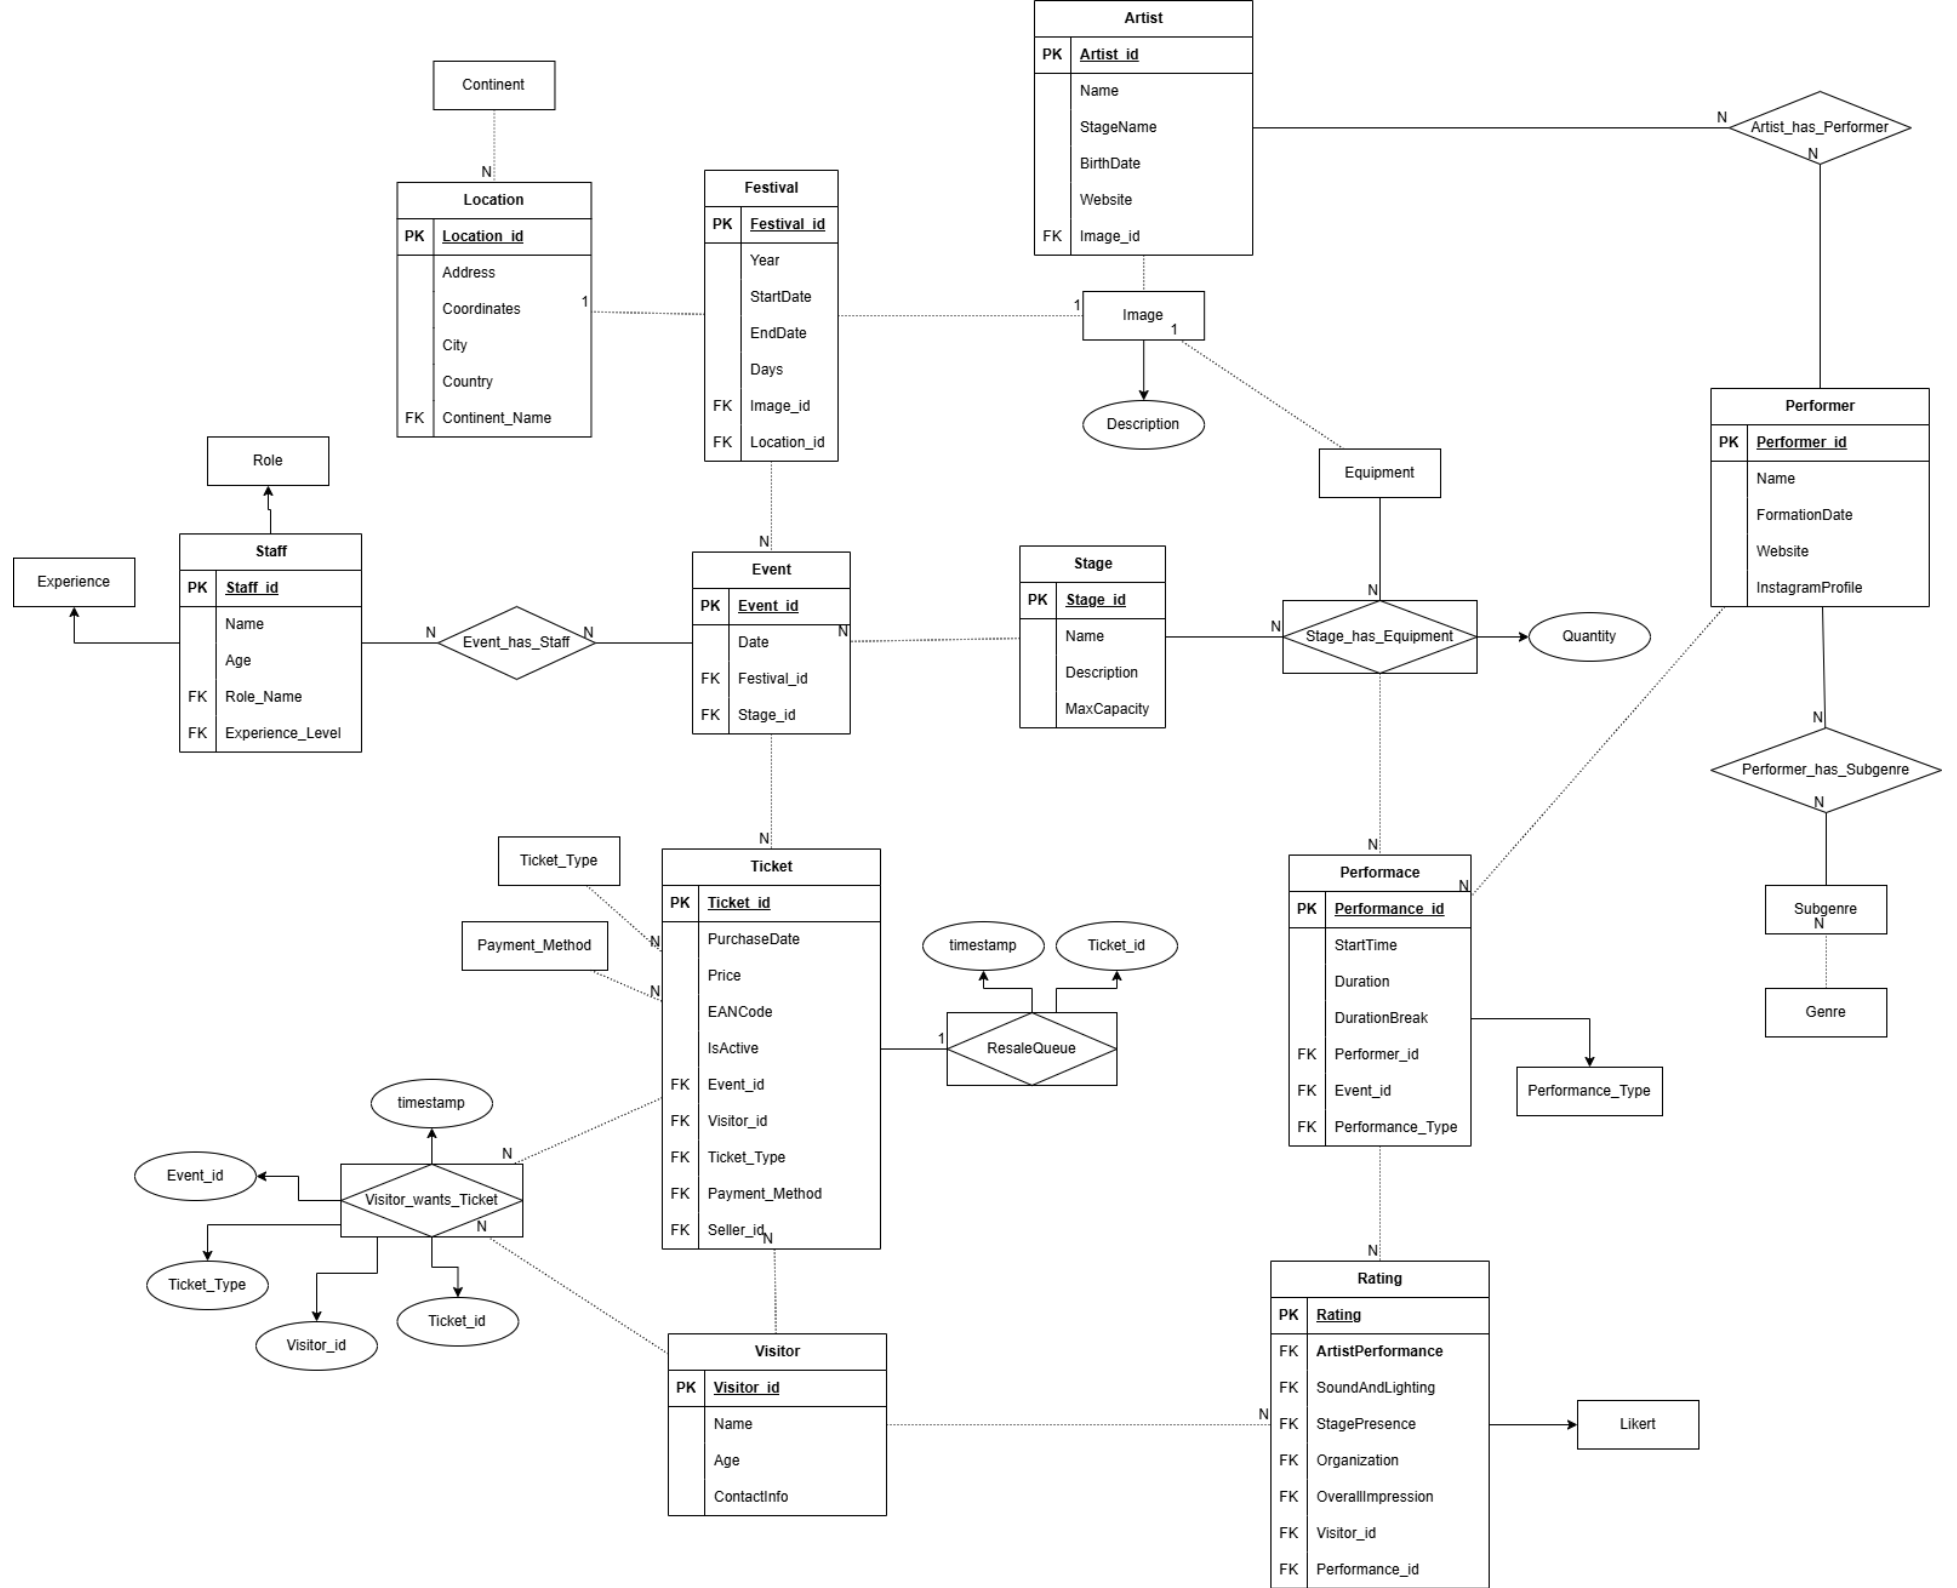 Artist
PK Artist_id
Name
StageName
BirthDate
Website
FK Image_id
Continent
N
Location
PK Location_id
Address
Coordinates
City
Country
FK Continent_Name
1
Festival
PK Festival_id
Year
StartDate
EndDate
Days
FK Image_id
FK Location_id
1
Image
1
Description
N
Artist_has_Performer
N
Performer
PK Performer_id
Name
FormationDate
Website
InstagramProfile
Role
Experience
Staff
PK Staff_id
Name
Age
FK Role_Name
FK Experience_Level
N
Event_has_Staff
N
N
Event
PK Event_id
Date
FK Festival_id
FK Stage_id
N
Stage
PK Stage_id
Name
Description
MaxCapacity
Equipment
N
N
Stage_has_Equipment
Quantity
N
Performer_has_Subgenre
N
Subgenre
N
Genre
Ticket_Type
N
Payment_Method
N
N
Ticket
PK Ticket_id
PurchaseDate
Price
EANCode
IsActive
FK Event_id
FK Visitor_id
FK Ticket_Type
FK Payment_Method
FK Seller_id
N
timestamp
Ticket_id
1
ResaleQueue
N
N
Performace
PK Performance_id
StartTime
Duration
DurationBreak
FK Performer_id
FK Event_id
FK Performance_Type
Performance_Type
timestamp
Event_id
N
Visitor_wants_Ticket
N
Ticket_Type
Visitor_id
Ticket_id
Visitor
PK Visitor_id
Name
Age
ContactInfo
N
N
Rating
PK Rating
FK ArtistPerformance
FK SoundAndLighting
FK StagePresence
FK Organization
FK OverallImpression
FK Visitor_id
FK Performance_id
Likert